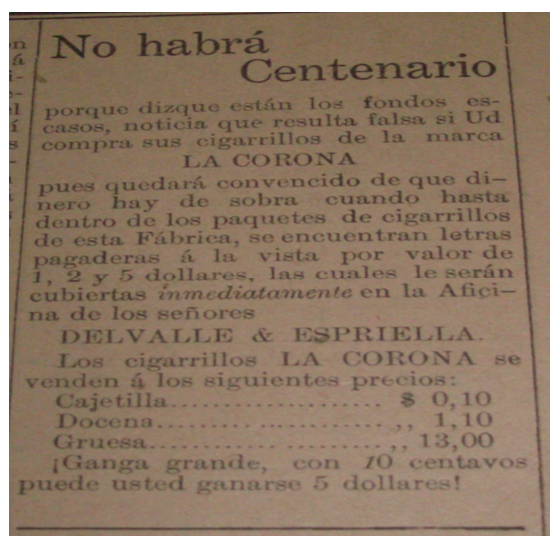 No habrá
Centenario
porque dizque están los fondos es-
casos, noticia que resulta falsa si Ud
compra sus cigarrillos de la marca
LA CORONA
pues quedará convencido de que di-
nero hay de sobra cuando hasta
dentro de los paquetes de cigarrillos
de esta Fábrica, se encuentran letras
pagaderas á la vista por valor de
1, 2 y 5 dollares, las cuales le serán
cubiertas inmediatamente en la Afici-
na de los señores
DELVALLE & ESPRIELLA.
Los cigarrillos LA CORONA se
venden á los siguientes precios:
Cajetilla..................... $ 0,10
Docena....................... ,, 1,10
Gruesa....................... ,, 13,00
¡Ganga grande, con 10 centavos
puede usted ganarse 5 dollares!